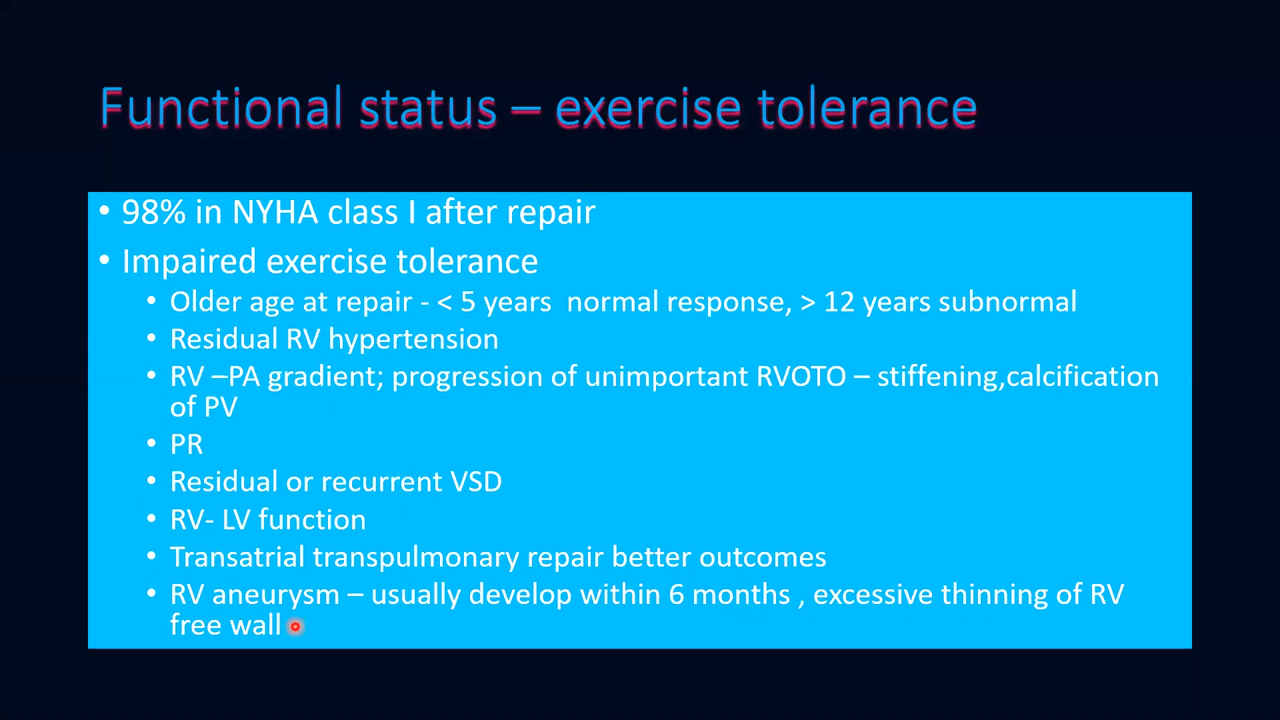 Functional status – exercise tolerance
• 98% in NYHA class I after repair
• Impaired exercise tolerance
• Older age at repair - < 5 years  normal response, > 12 years subnormal
• Residual RV hypertension
• RV –PA gradient; progression of unimportant RVOTO – stiffening,calcification
of PV
• PR
• Residual or recurrent VSD
• RV- LV function
• Transatrial transpulmonary repair better outcomes
• RV aneurysm – usually develop within 6 months , excessive thinning of RV
free wall